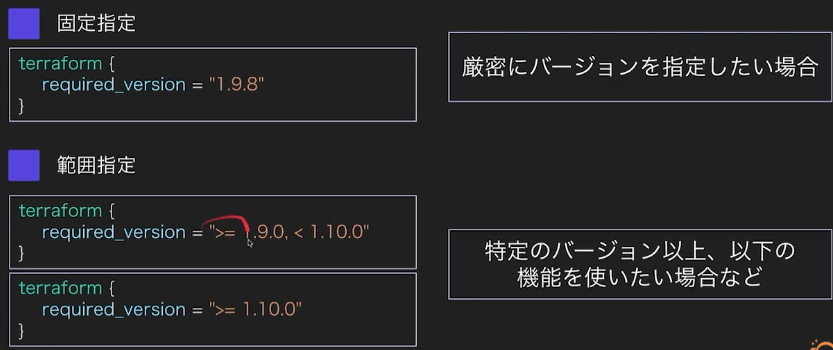 固定指定
terraform {
required_version = "1.9.8"
}
厳密にバージョンを指定したい場合
範囲指定
terraform {
required_version = ">= 1.9.0, < 1.10.0"
}
terraform {
required_version = ">= 1.10.0"
}
特定のバージョン以上、以下の
機能を使いたい場合など